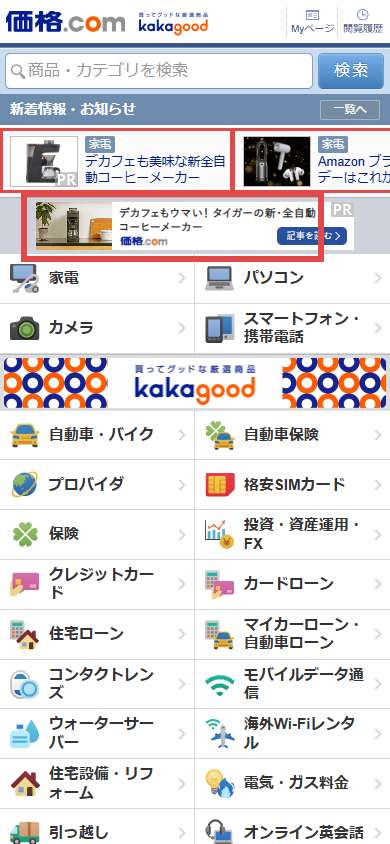 価格.com
買ってグッドな厳選商品
kakagood
Myページ
閲覧履歴
商品・カテゴリを検索
検索
新着情報・お知らせ
一覧へ
PR
家電
デカフェも美味な新全自
動コーヒーメーカー
家電
Amazon プラ
デーはこれか
デカフェもウマい！タイガーの新・全自動
コーヒーメーカー
価格.com
記事を読む
PR
家電
パソコン
カメラ
スマートフォン・
携帯電話
買ってグッドな厳選商品
kakagood
自動車・バイク
自動車保険
プロバイダ
格安SIMカード
保険
投資・資産運用・
FX
クレジットカー
ド
カードローン
住宅ローン
マイカーローン・
自動車ローン
コンタクトレン
ズ
モバイルデータ通
信
ウォーターサー
バー
海外Wi-Fiレンタ
ル
住宅設備・リフ
ォーム
電気・ガス料金
引っ越し
オンライン英会話